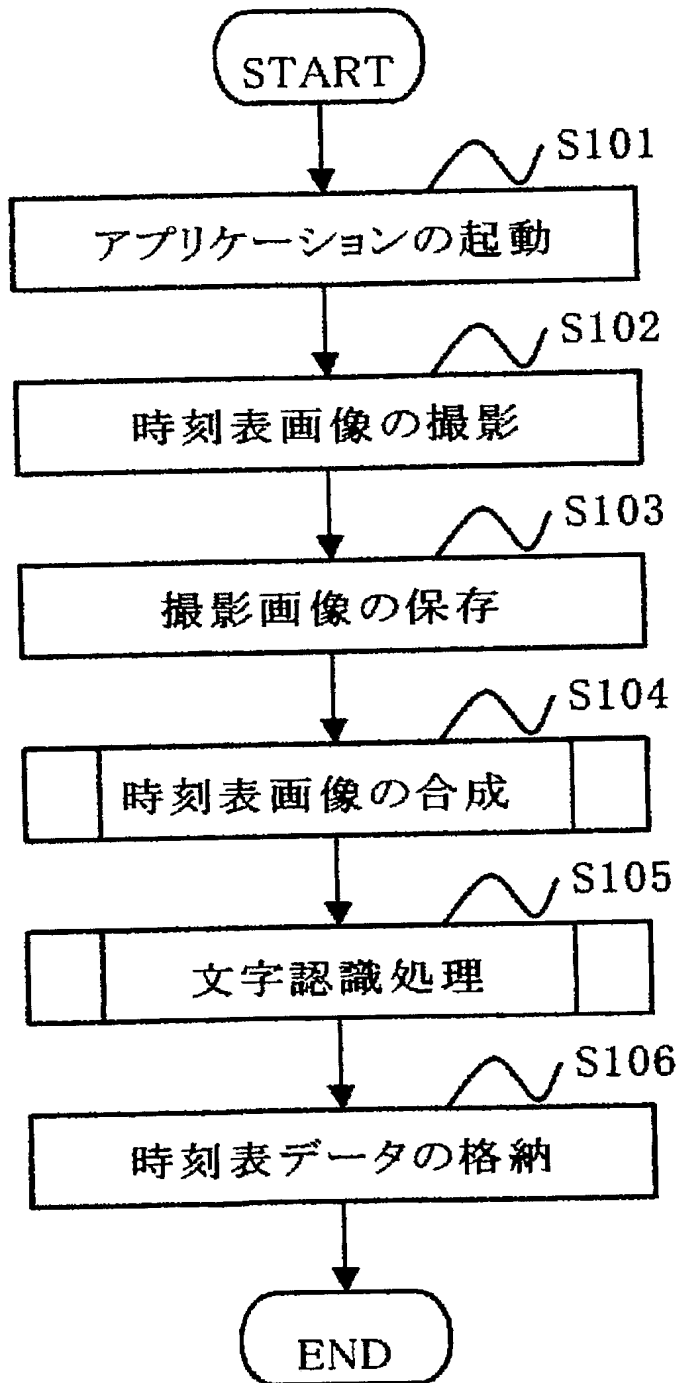 START
S101
アプリケーションの起動
S102
時刻表画像の撮影
S103
撮影画像の保存
S104
時刻表画像の合成
S105
文字認識処理
S106
時刻表データの格納
END